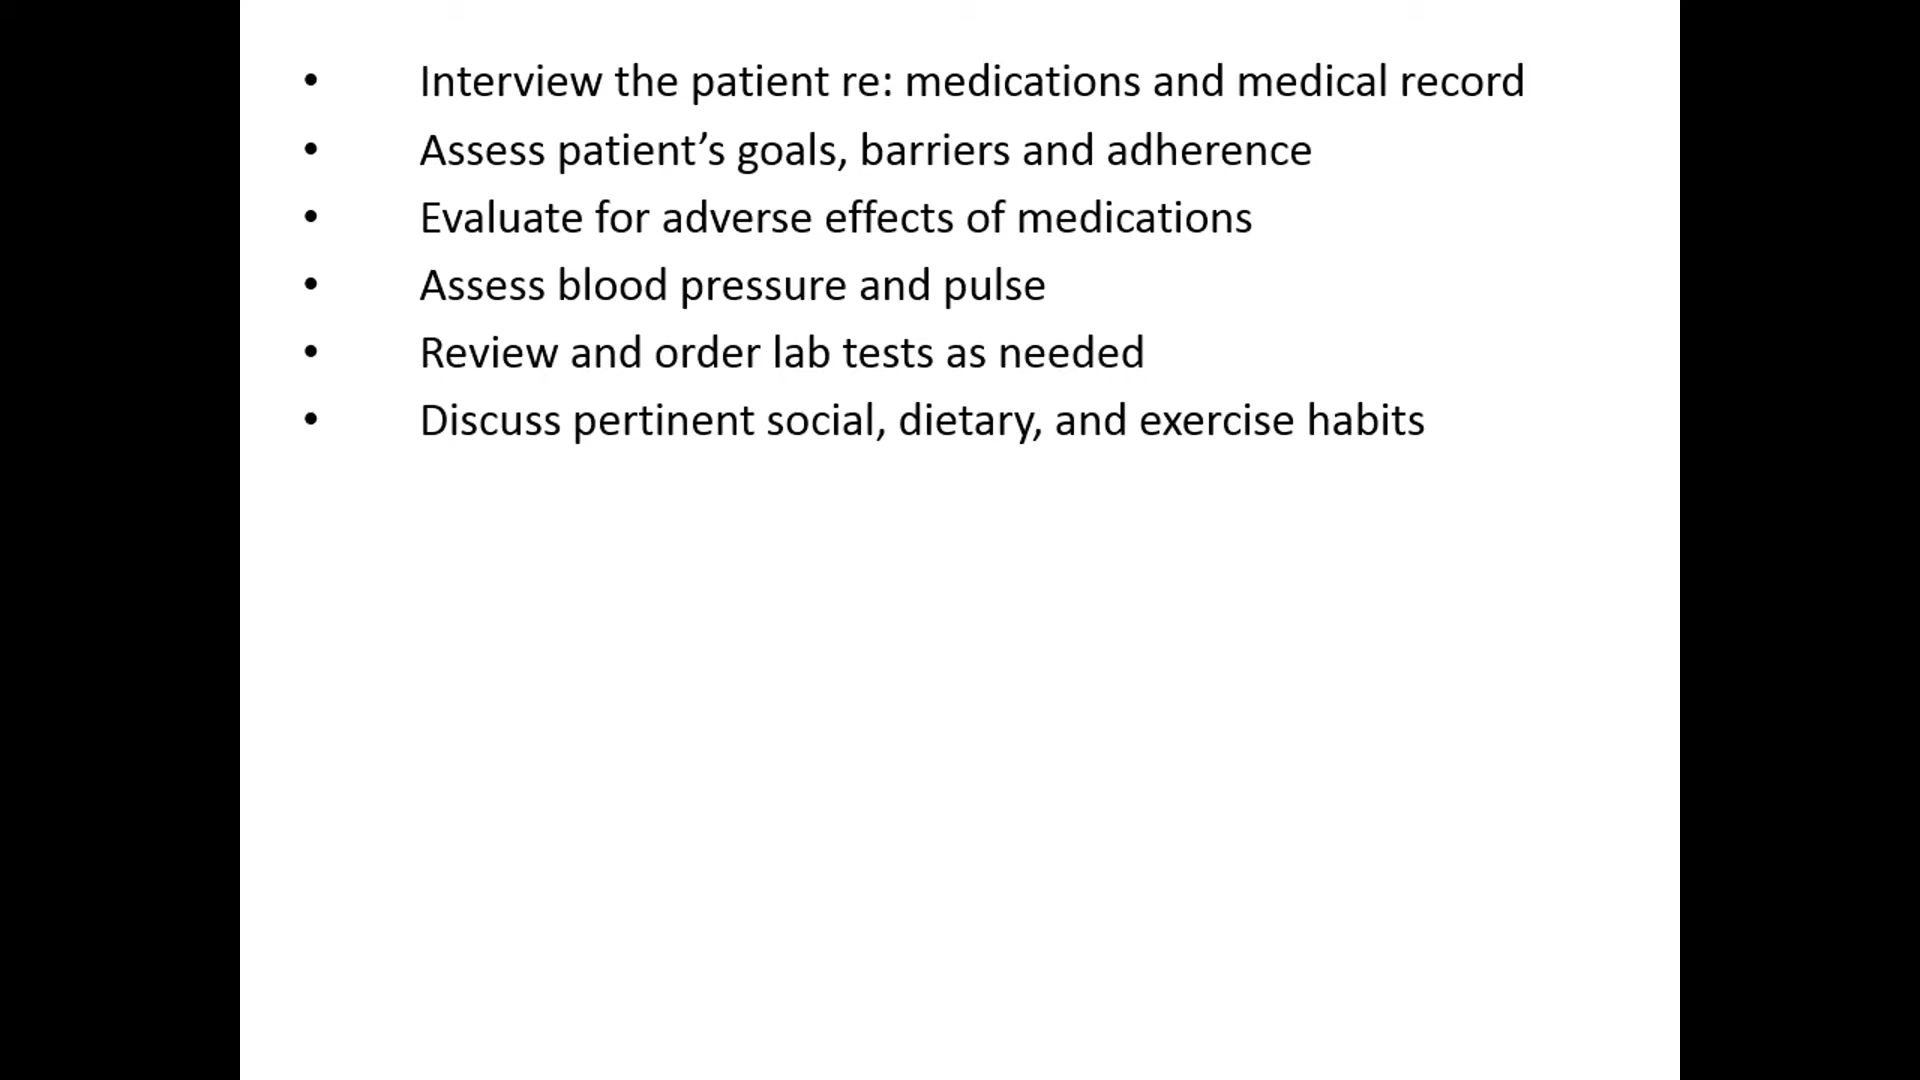 • Interview the patient re: medications and medical record
• Assess patient’s goals, barriers and adherence
• Evaluate for adverse effects of medications
• Assess blood pressure and pulse
• Review and order lab tests as needed
• Discuss pertinent social, dietary, and exercise habits